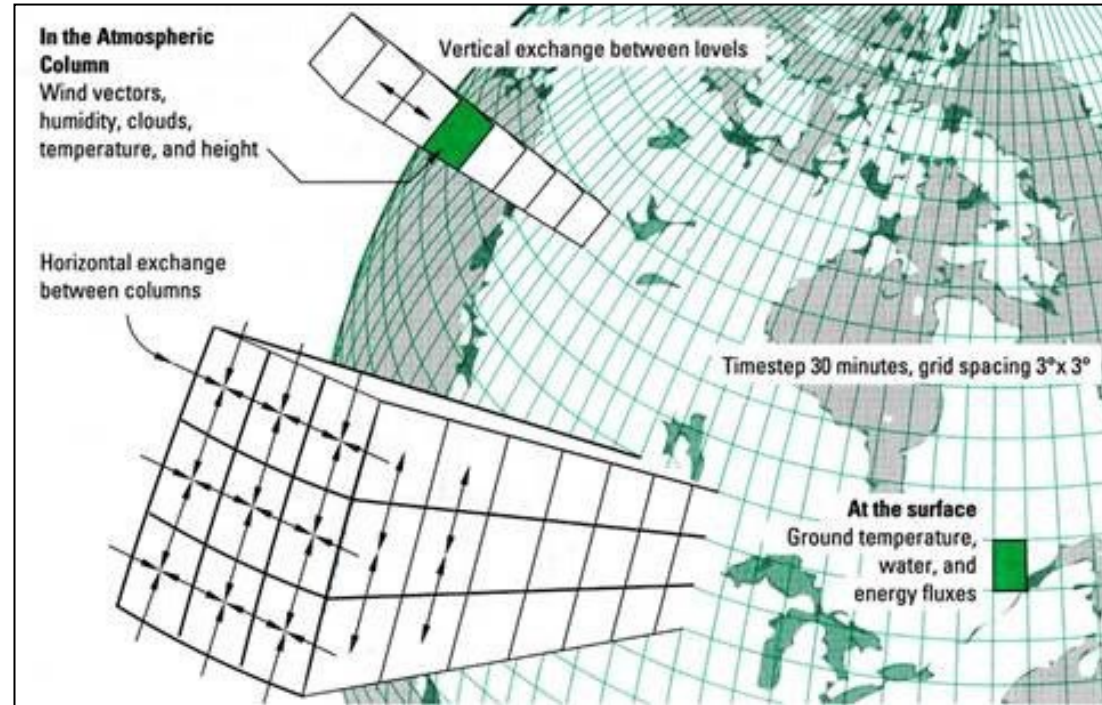 In the Atmospheric
Column
Wind vectors,
humidity, clouds,
temperature, and height
Vertical exchange between levels
Horizontal exchange
between columns
Timestep 30 minutes, grid spacing 3°x 3°
At the surface
Ground temperature,
water, and
energy fluxes